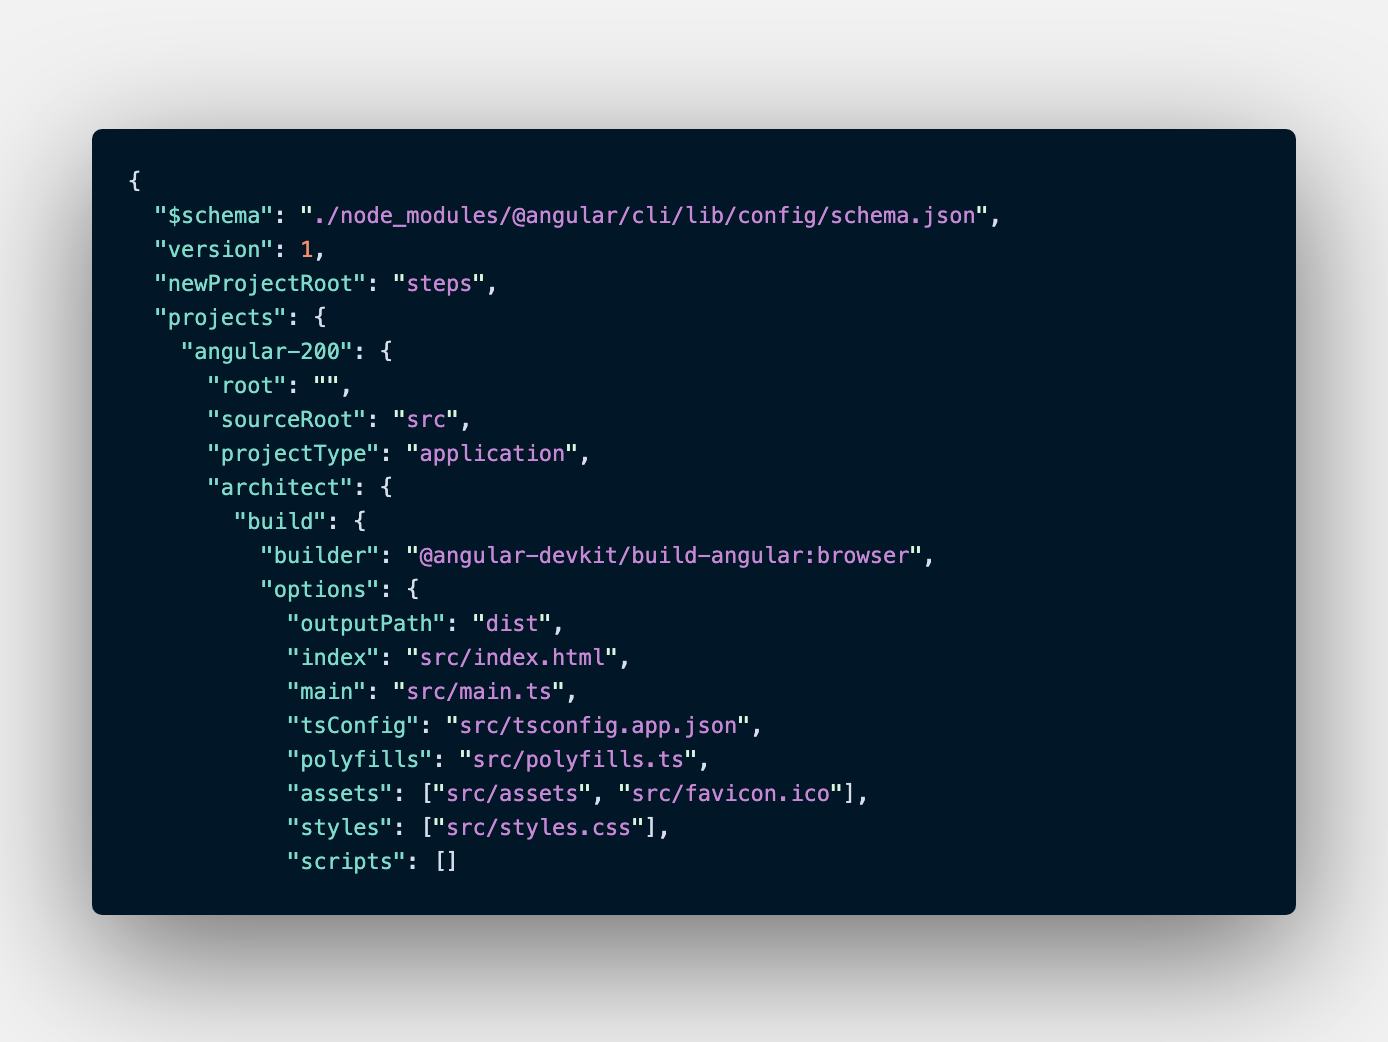 {
  "$schema": "./node_modules/@angular/cli/lib/config/schema.json",
  "version": 1,
  "newProjectRoot": "steps",
  "projects": {
    "angular-200": {
      "root": "",
      "sourceRoot": "src",
      "projectType": "application",
      "architect": {
        "build": {
          "builder": "@angular-devkit/build-angular:browser",
          "options": {
            "outputPath": "dist",
            "index": "src/index.html",
            "main": "src/main.ts",
            "tsConfig": "src/tsconfig.app.json",
            "polyfills": "src/polyfills.ts",
            "assets": ["src/assets", "src/favicon.ico"],
            "styles": ["src/styles.css"],
            "scripts": []